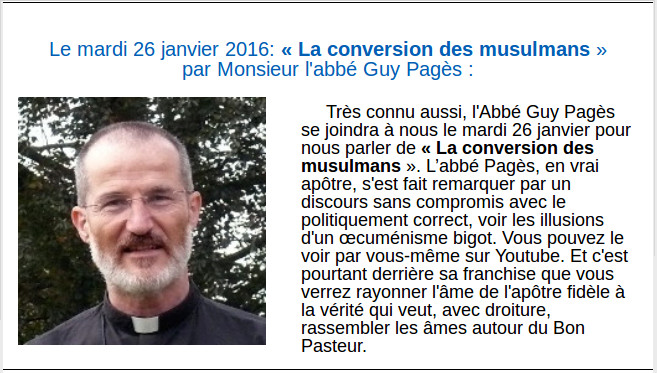 Le mardi 26 janvier 2016: « La conversion des musulmans »
par Monsieur l'abbé Guy Pagès :
Très connu aussi, l'Abbé Guy Pagès
se joindra à nous le mardi 26 janvier pour
nous parler de « La conversion des
musulmans ». L’abbé Pagès, en vrai
apôtre, s'est fait remarquer par un
discours sans compromis avec le
politiquement correct, voir les illusions
d'un œcuménisme bigot. Vous pouvez le
voir par vous-même sur Youtube. Et c'est
pourtant derrière sa franchise que vous
verrez rayonner l'âme de l'apôtre fidèle à
la vérité qui veut, avec droiture,
rassembler les âmes autour du Bon
Pasteur.